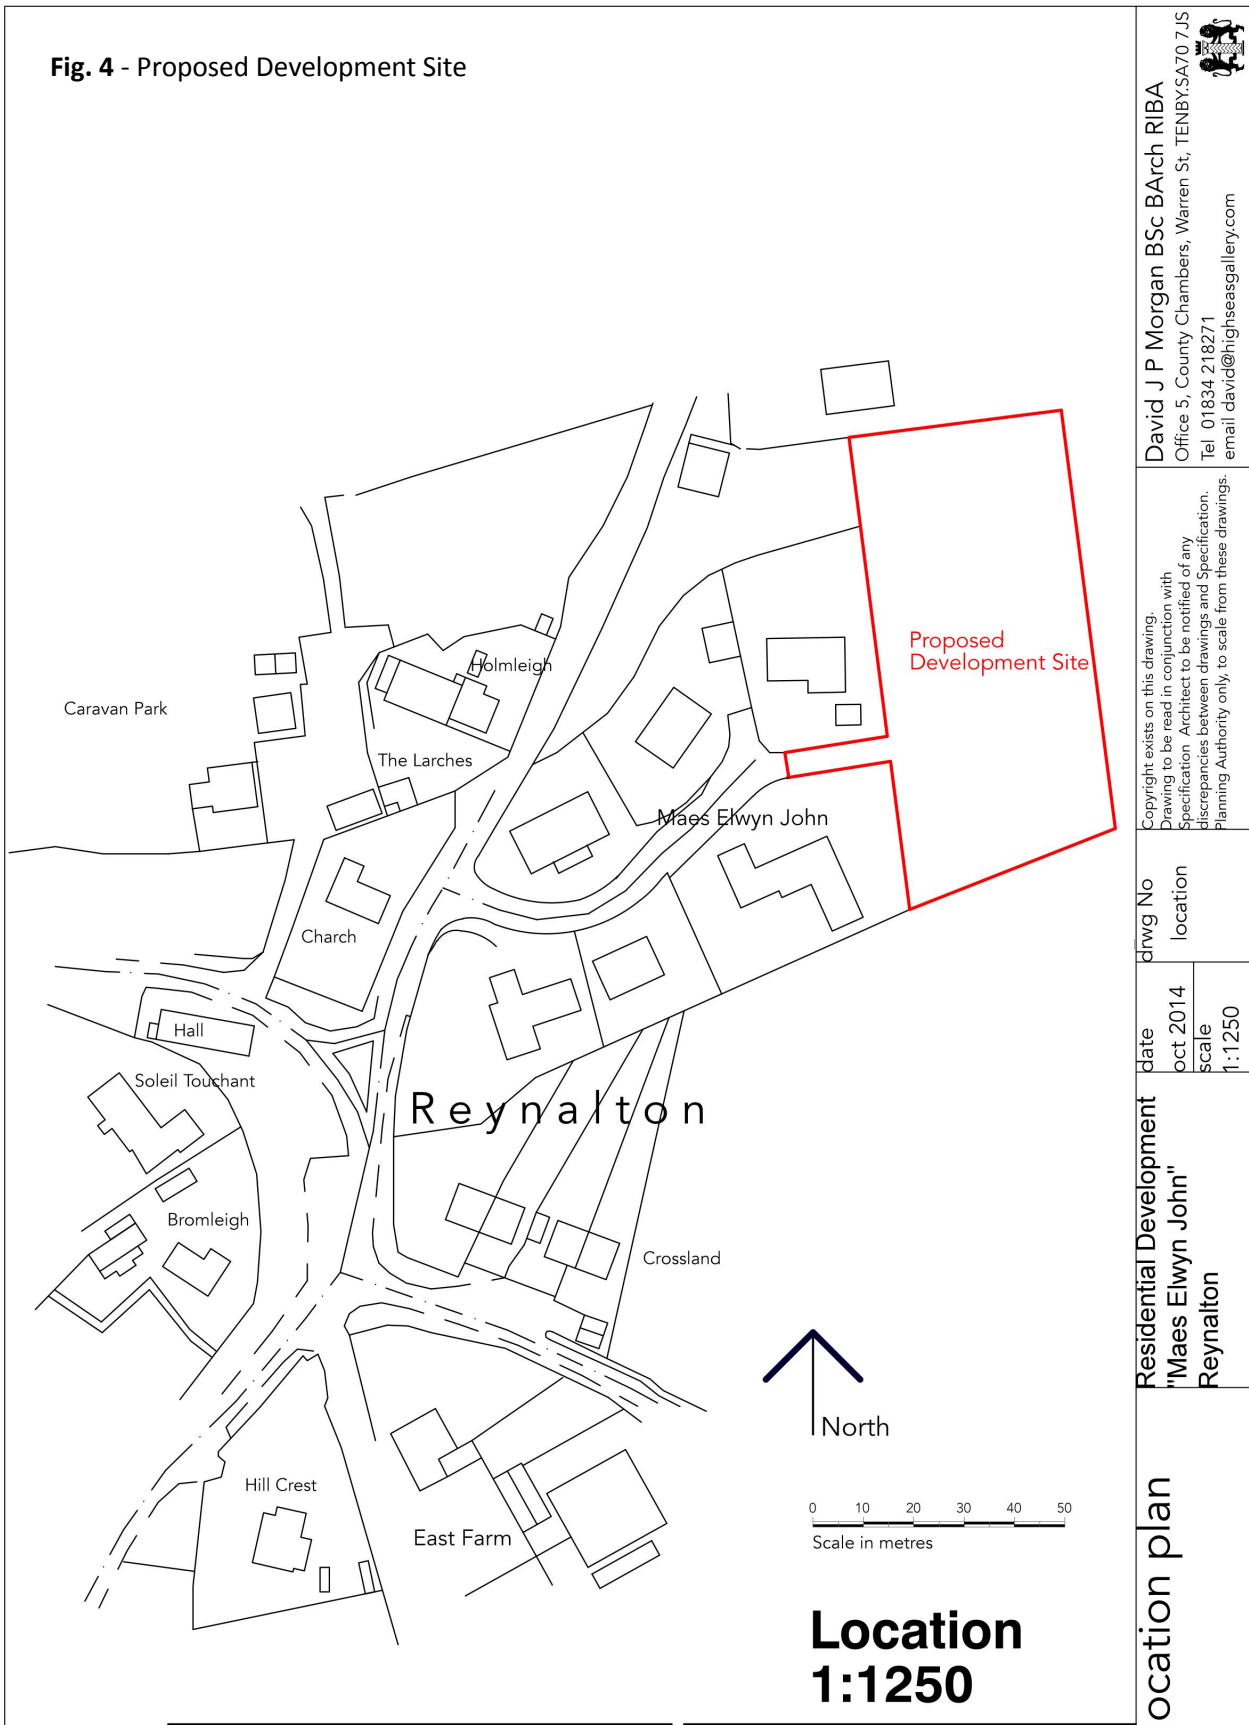 Fig. 4 - Proposed Development Site
Proposed
Development Site
Holmleigh
Caravan Park
The Larches
Maes Elwyn John
Charch
Hall
Soleil Touchant
Reynalton
Bromleigh
Crossland
North
Hill Crest
East Farm
0 10 20 30 40 50
Scale in metres
Location
1:1250
David J P Morgan BSc BArch RIBA
Office 5, County Chambers, Warren St, TENBY.SA70 7JS
Tel 01834 218271
email david@highseasgallery.com
Copyright exists on this drawing.
Drawing to be read in conjunction with
Specification. Architect to be notified of any
discrepancies between drawings and Specification.
Planning Authority only, to scale from these drawings.
drwg No
location
date
oct 2014
scale
1:1250
Residential Development
"Maes Elwyn John"
Reynalton
ocation plan